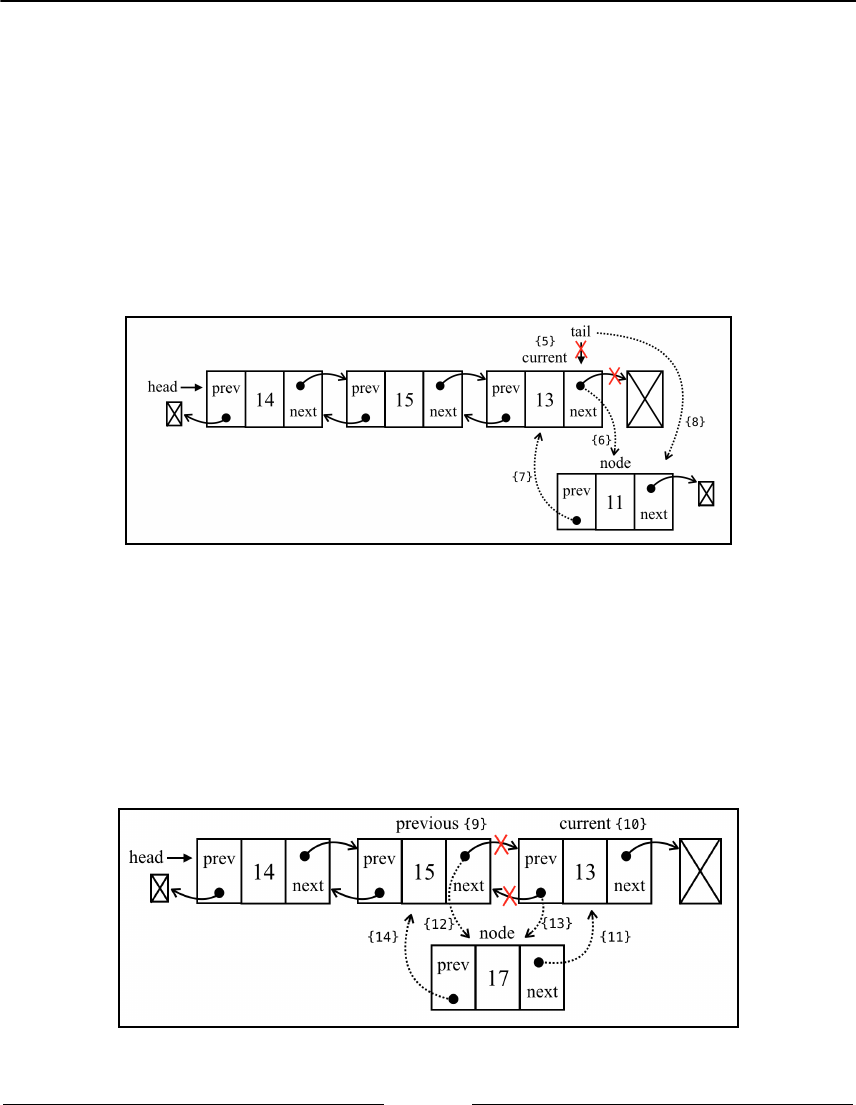 tail
{5}
current
head
prev 14 next
prev 15 next
prev 13 next
{8}
{6}
node
{7}
prev 11 next
previous {9}
current {10}
head
prev 14 next
prev 15 next
prev 13 next
{12}
{13}
{14}
node
{11}
prev 17 next